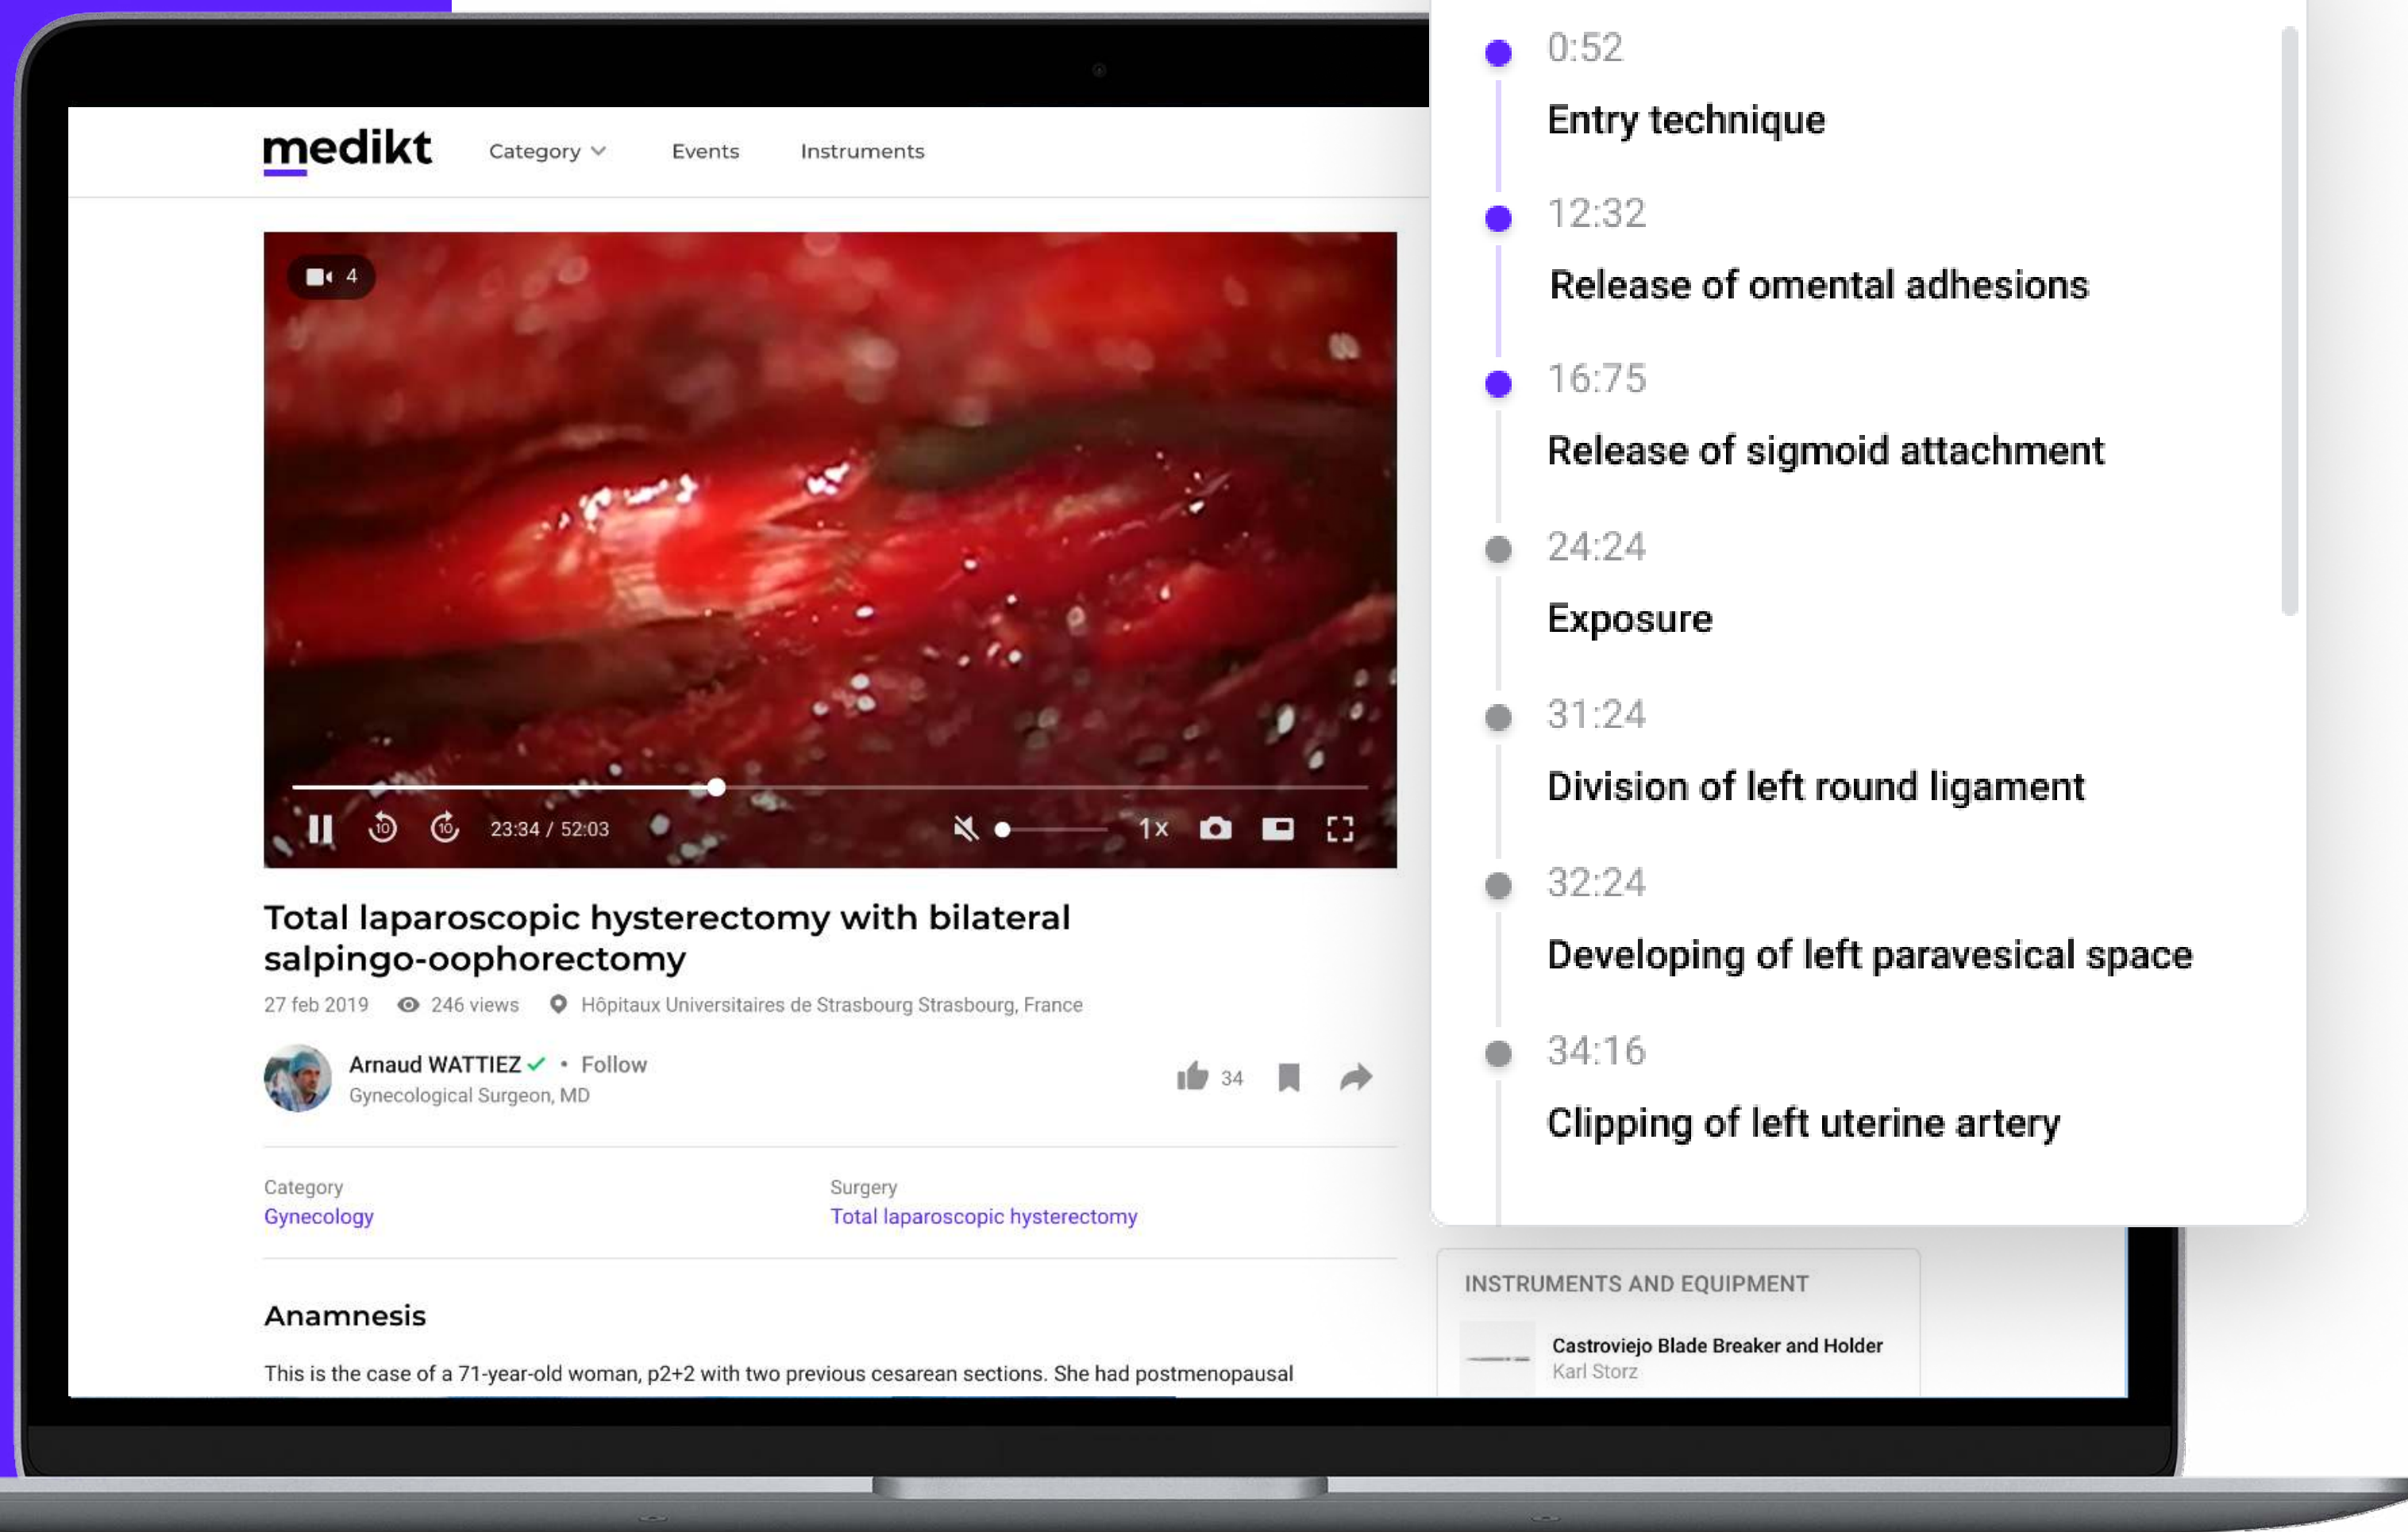 medikt
Category
Events
Instruments
4
10
10
23:34 / 52:03
1x
Total laparoscopic hysterectomy with bilateral
salpingo-oophorectomy
27 feb 2019
246 views
Hôpitaux Universitaires de Strasbourg Strasbourg, France
Arnaud WATTIEZ • Follow
Gynecological Surgeon, MD
34
Category
Gynecology
Surgery
Total laparoscopic hysterectomy
Anamnesis
This is the case of a 71-year-old woman, p2+2 with two previous cesarean sections. She had postmenopausal
0:52
Entry technique
12:32
Release of omental adhesions
16:75
Release of sigmoid attachment
24:24
Exposure
31:24
Division of left round ligament
32:24
Developing of left paravesical space
34:16
Clipping of left uterine artery
INSTRUMENTS AND EQUIPMENT
Castroviejo Blade Breaker and Holder
Karl Storz